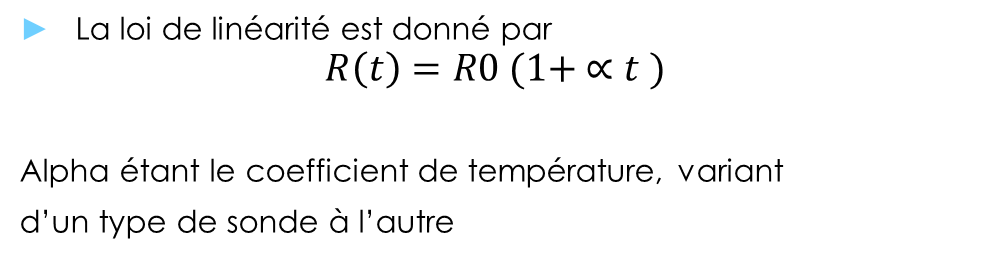 La loi de linéarité est donné par
R(t) = R0 (1+ ∝ t )
Alpha étant le coefficient de température, variant
d’un type de sonde à l’autre